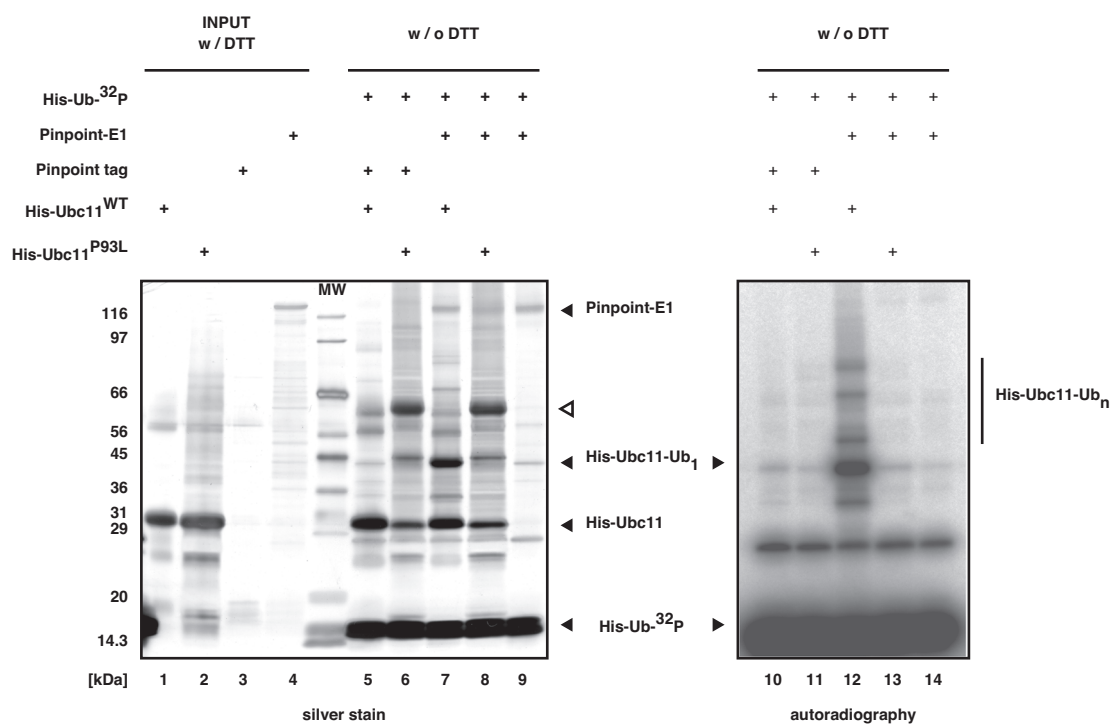 INPUT
w / DTT
w / o DTT
w / o DTT
His-Ub-32P + + + + + + + + + +
Pinpoint-E1 + + + + + + +
Pinpoint tag + + + + +
His-Ubc11WT + + + + +
His-Ubc11P93L + + + + +
MW
116
97
66
56
45
36
31
29
20
14.3
Pinpoint-E1
His-Ubc11-Ub1
His-Ubc11
His-Ub-32P
His-Ubc11-Ubn
[kDa] 1 2 3 4 5 6 7 8 9 10 11 12 13 14
silver stain
autoradiography